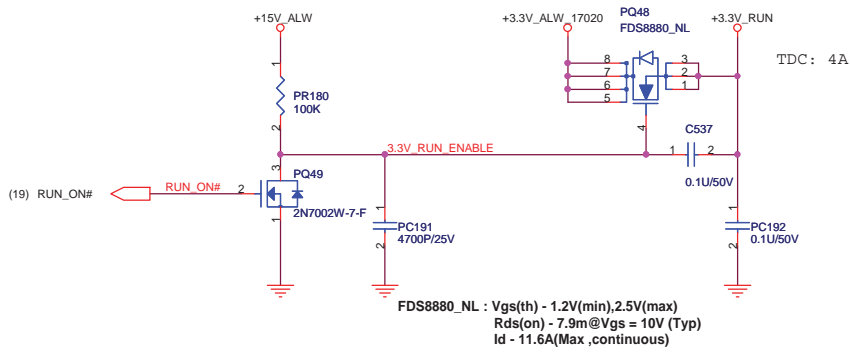 +15V_ALW
+3.3V_ALW_17020
PQ48
FDS8880_NL
+3.3V_RUN
TDC: 4A
8
7
6
5
3
2
1
4
1
PR180
100K
2
3.3V_RUN_ENABLE
C537
1
2
0.1U/50V
3
PQ49
(19) RUN_ON#
RUN_ON#
2
2N7002W-7-F
1
1
PC191
4700P/25V
2
1
PC192
0.1U/50V
2
FDS8880_NL : Vgs(th) - 1.2V(min),2.5V(max)
Rds(on) - 7.9m@Vgs = 10V (Typ)
Id - 11.6A(Max ,continuous)